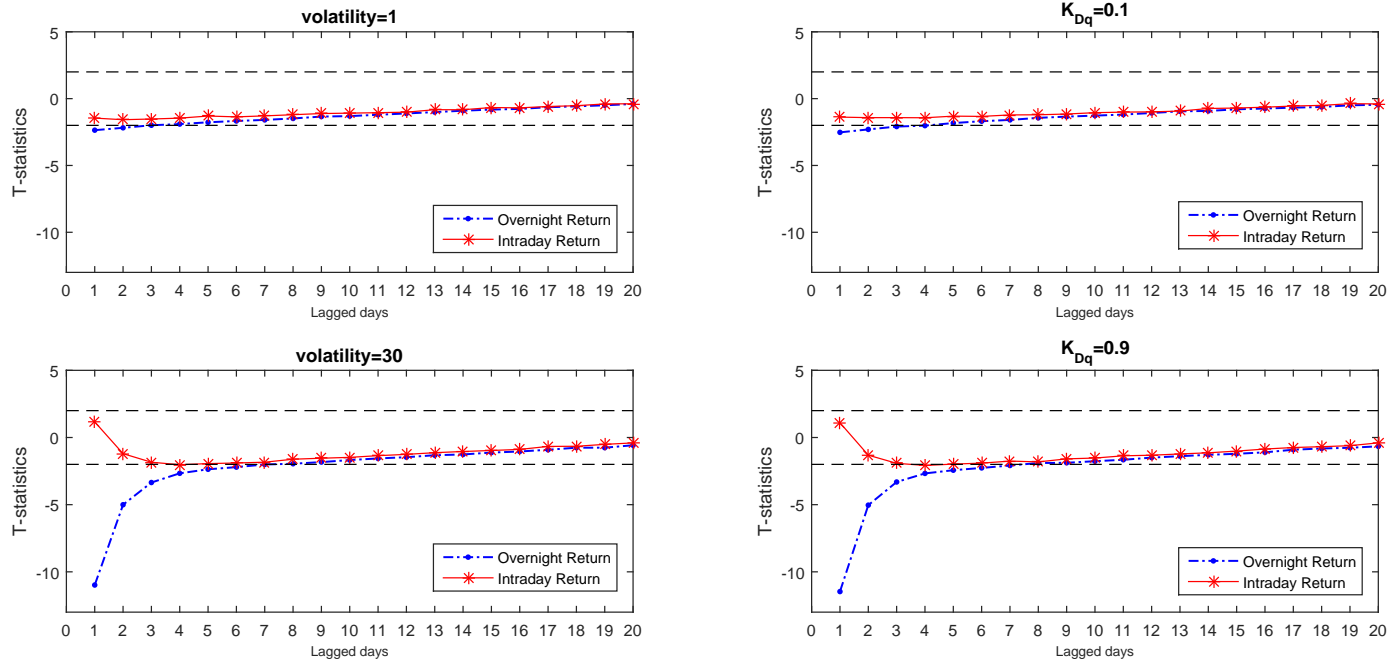 volatility=1
5
0
-5
-10
T-statistics
Overnight Return
Intraday Return
0 1 2 3 4 5 6 7 8 9 10 11 12 13 14 15 16 17 18 19 20
Lagged days
K_Dq=0.1
5
0
-5
-10
T-statistics
Overnight Return
Intraday Return
0 1 2 3 4 5 6 7 8 9 10 11 12 13 14 15 16 17 18 19 20
Lagged days
volatility=30
5
0
-5
-10
T-statistics
Overnight Return
Intraday Return
0 1 2 3 4 5 6 7 8 9 10 11 12 13 14 15 16 17 18 19 20
Lagged days
K_Dq=0.9
5
0
-5
-10
T-statistics
Overnight Return
Intraday Return
0 1 2 3 4 5 6 7 8 9 10 11 12 13 14 15 16 17 18 19 20
Lagged days